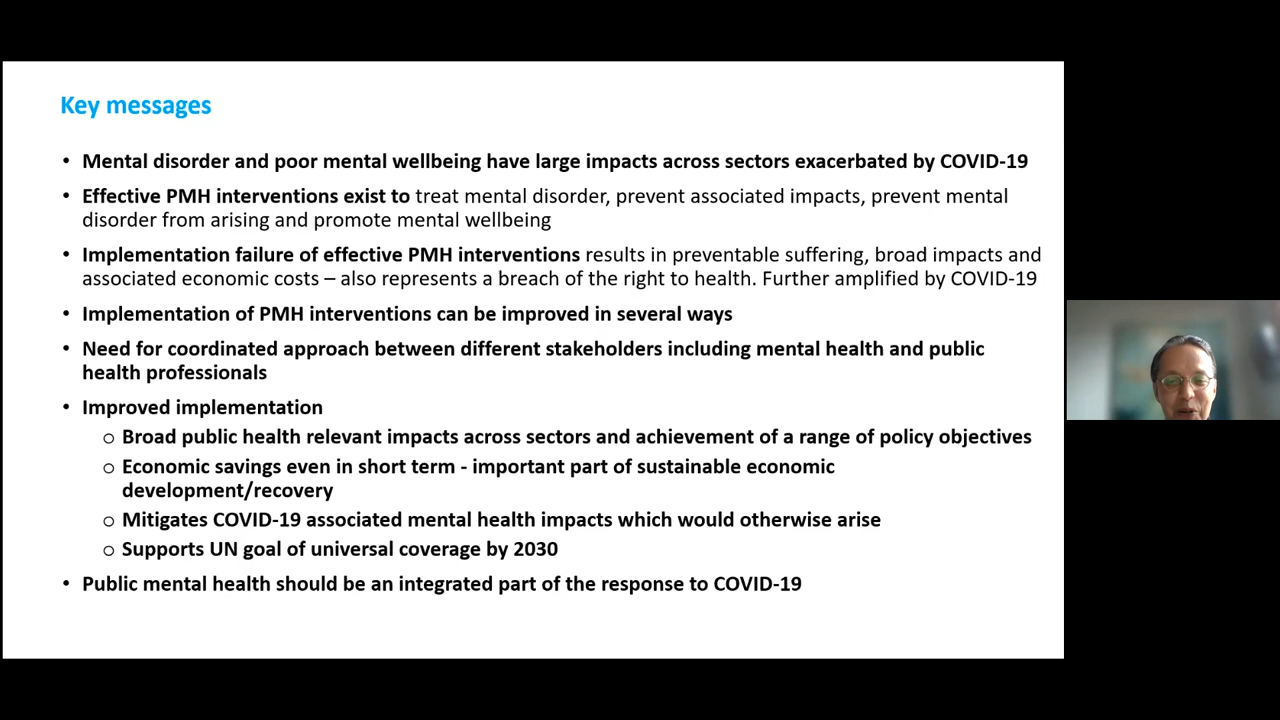 Key messages
• Mental disorder and poor mental wellbeing have large impacts across sectors exacerbated by COVID-19
• Effective PMH interventions exist to treat mental disorder, prevent associated impacts, prevent mental
disorder from arising and promote mental wellbeing
• Implementation failure of effective PMH interventions results in preventable suffering, broad impacts and
associated economic costs – also represents a breach of the right to health. Further amplified by COVID-19
• Implementation of PMH interventions can be improved in several ways
• Need for coordinated approach between different stakeholders including mental health and public
health professionals
• Improved implementation
o Broad public health relevant impacts across sectors and achievement of a range of policy objectives
o Economic savings even in short term - important part of sustainable economic
development/recovery
o Mitigates COVID-19 associated mental health impacts which would otherwise arise
o Supports UN goal of universal coverage by 2030
• Public mental health should be an integrated part of the response to COVID-19